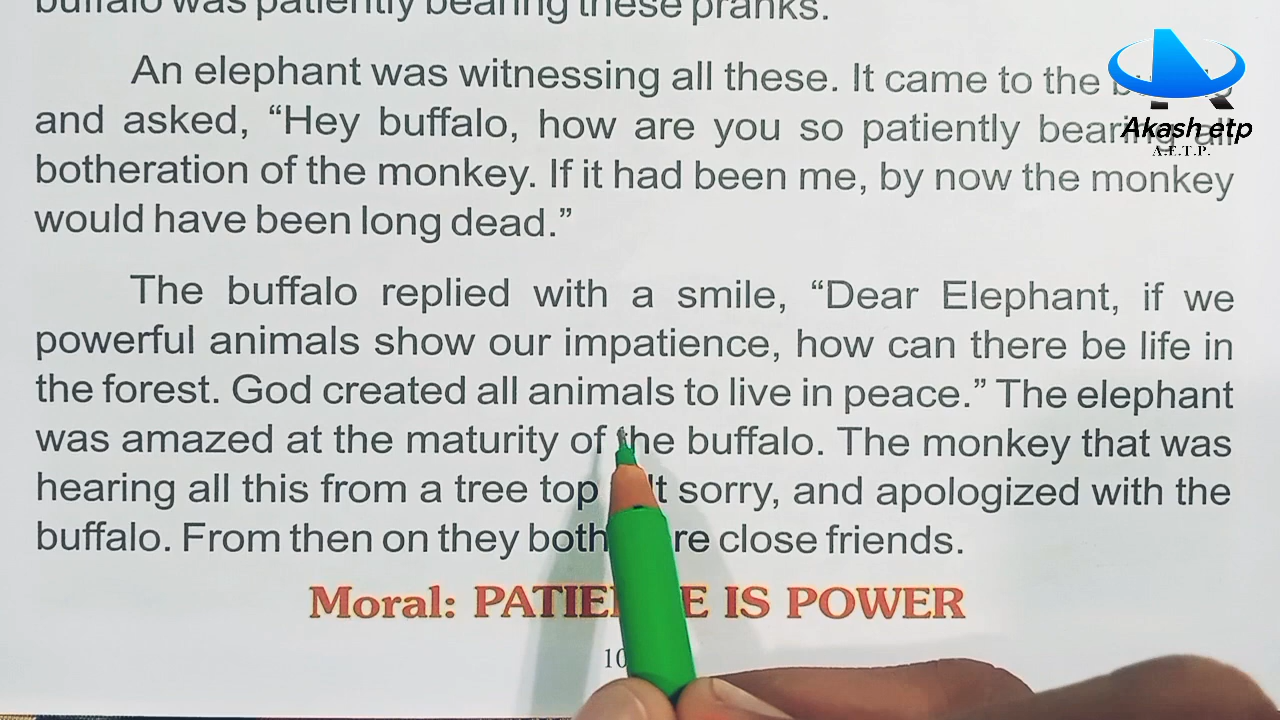 buffalo was patiently bearing these pranks.
An elephant was witnessing all these. It came to the
and asked, “Hey buffalo, how are you so patiently bearing all
botheration of the monkey. If it had been me, by now the monkey
would have been long dead.”
The buffalo replied with a smile, “Dear Elephant, if we
powerful animals show our impatience, how can there be life in
the forest. God created all animals to live in peace.” The elephant
was amazed at the maturity of the buffalo. The monkey that was
hearing all this from a tree top sorry, and apologized with the
buffalo. From then on they both close friends.
Moral: PATIENCE IS POWER
Akash etp
A.E.T.P.